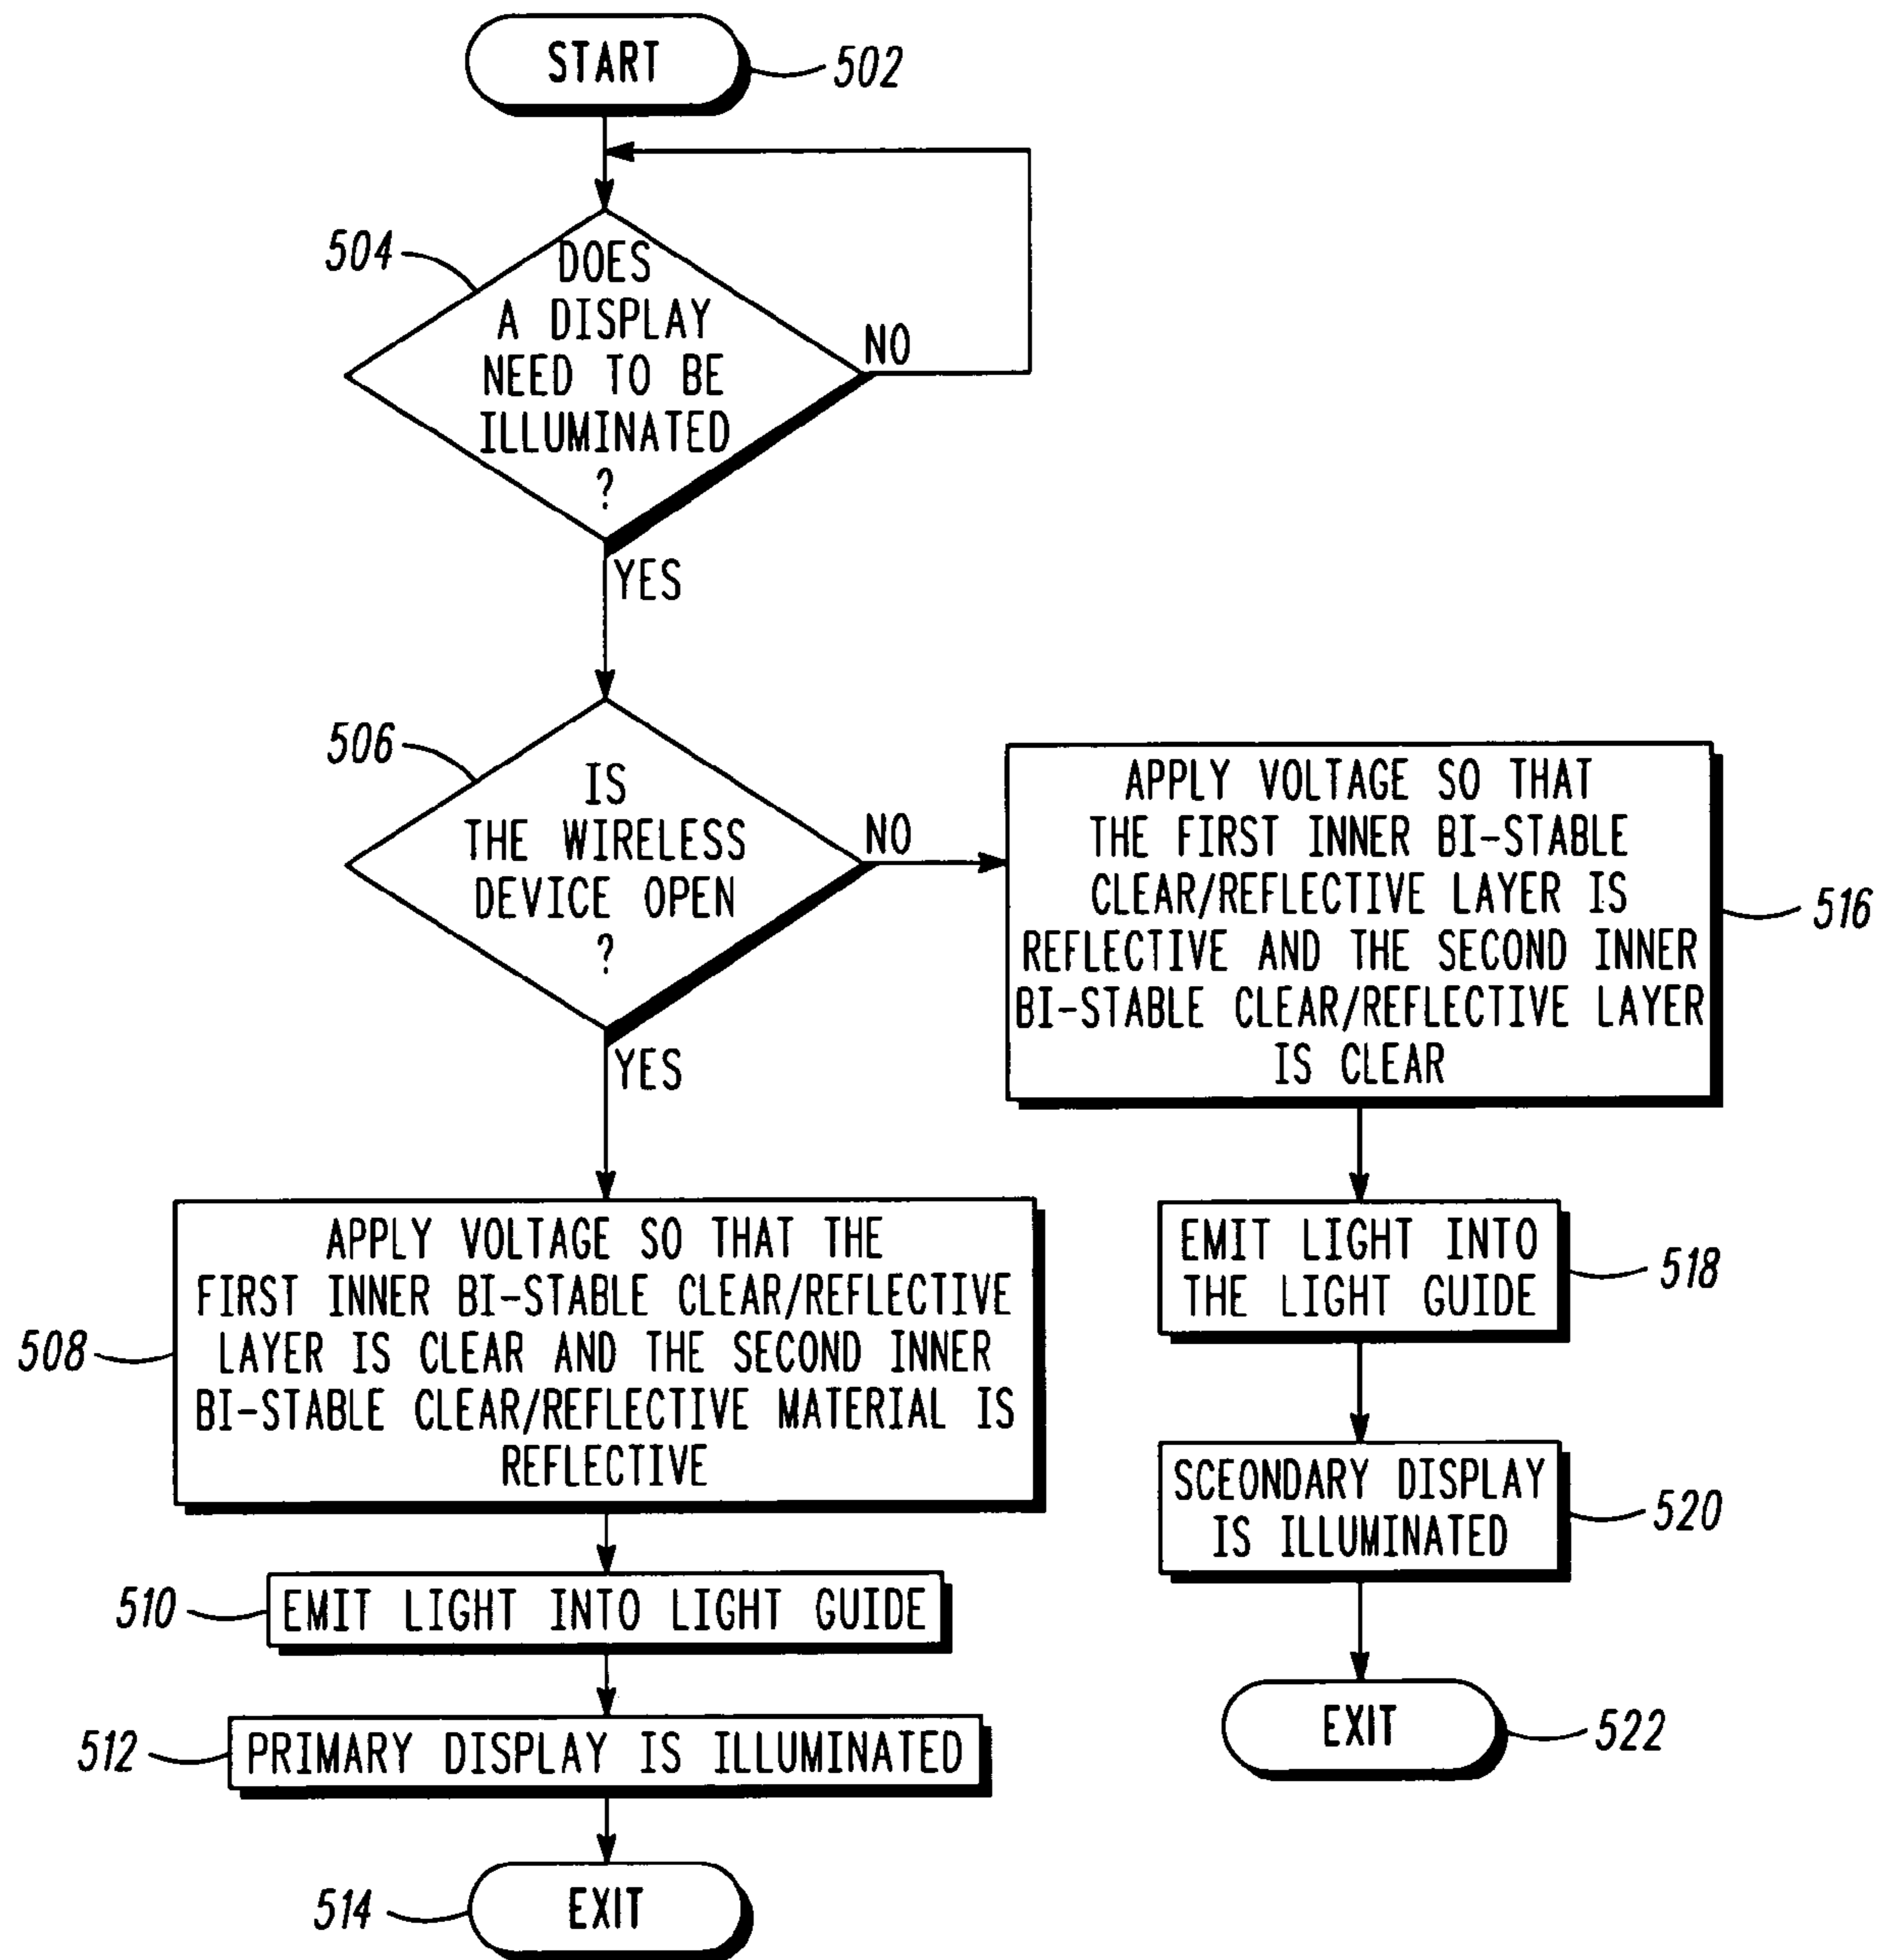 START
502
504
DOES
A DISPLAY
NEED TO BE
ILLUMINATED
?
NO
YES
506
IS
THE WIRELESS
DEVICE OPEN
?
NO
YES
APPLY VOLTAGE SO THAT
THE FIRST INNER BI-STABLE
CLEAR/REFLECTIVE LAYER IS
REFLECTIVE AND THE SECOND INNER
BI-STABLE CLEAR/REFLECTIVE LAYER
IS CLEAR
516
508
APPLY VOLTAGE SO THAT THE
FIRST INNER BI-STABLE CLEAR/REFLECTIVE
LAYER IS CLEAR AND THE SECOND INNER
BI-STABLE CLEAR/REFLECTIVE MATERIAL IS
REFLECTIVE
EMIT LIGHT INTO
THE LIGHT GUIDE
518
SCEONDARY DISPLAY
IS ILLUMINATED
520
510
EMIT LIGHT INTO LIGHT GUIDE
512
PRIMARY DISPLAY IS ILLUMINATED
EXIT
522
514
EXIT